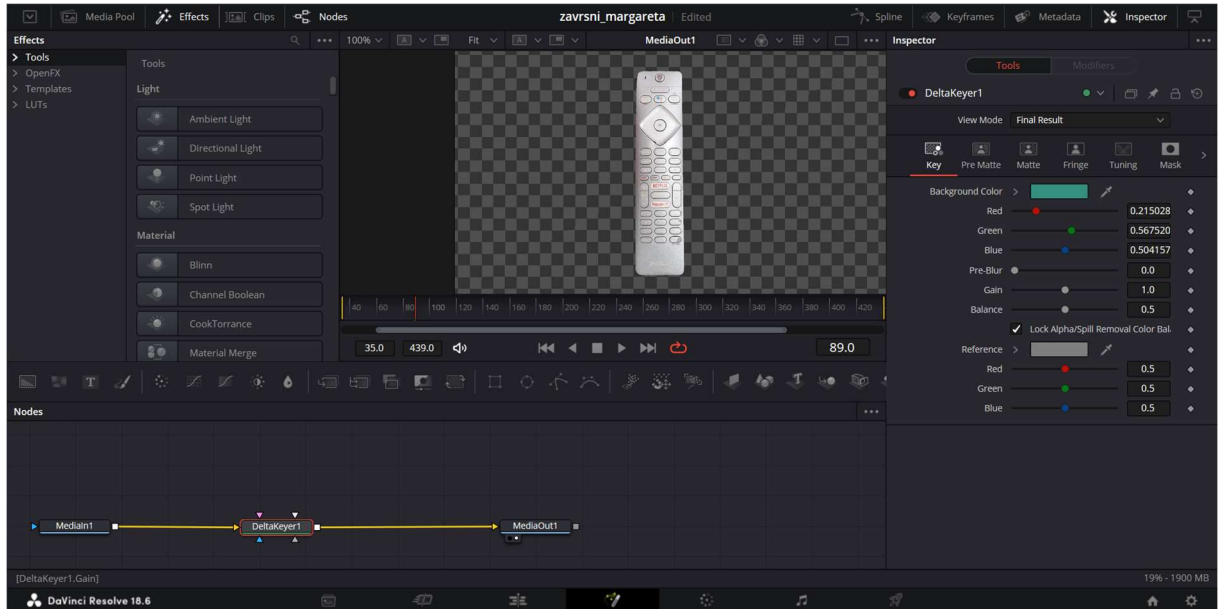 Media Pool Effects Clips Nodes zavrsni_margareta Edited Spline Keyframes Metadata Inspector
Effects 100% Fit MediaOut1 Inspector
Tools
OpenFX
Templates
LUTs
Tools
Light
Ambient Light
Directional Light
Point Light
Spot Light
Material
Blinn
Channel Boolean
CookTorrance
Material Merge
NETFLIX
40 60 80 100 120 140 160 180 200 220 240 260 280 300 320 340 360 380 400 420
35.0 439.0 89.0
Tools Modifiers
DeltaKeyer1
View Mode Final Result
Key Pre Matte Matte Fringe Tuning Mask
Background Color
Red 0.215028
Green 0.567520
Blue 0.504157
Pre-Blur 0.0
Gain 1.0
Balance 0.5
Lock Alpha/Spill Removal Color Bal
Reference
Red 0.5
Green 0.5
Blue 0.5
T
Nodes
MediaIn1 DeltaKeyer1 MediaOut1
[DeltaKeyer1.Gain] 19% - 1900 MB
DaVinci Resolve 18.6